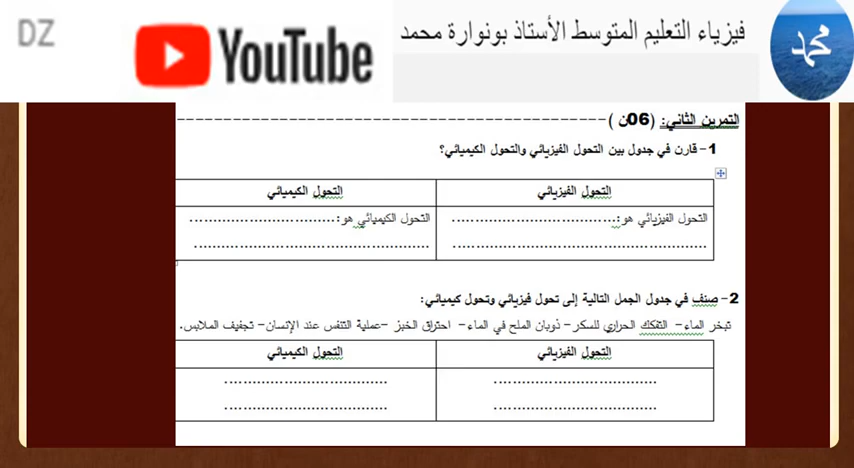 DZ
YouTube
فيزياء التعليم المتوسط الأستاذ بونوارة محمد
محمد
التمرين الثاني: (06ن )---------------------------------------------
1- قارن في جدول بين التحول الفيزيائي والتحول الكيميائي؟
التحول الفيزيائي	التحول الكيميائي
التحول الفيزيائي هو:...................................	التحول الكيميائي هو:...............................
......................................................	..................................................
2- صنف في جدول الجمل التالية إلى تحول فيزيائي وتحول كيميائي:
تبخر الماء- التفكك الحراري للسكر- ذوبان الملح في الماء- احتراق الخبز -عملية التنفس عند الإنسان- تجفيف الملابس.
التحول الفيزيائي	التحول الكيميائي
...................................	...................................
...................................	...................................